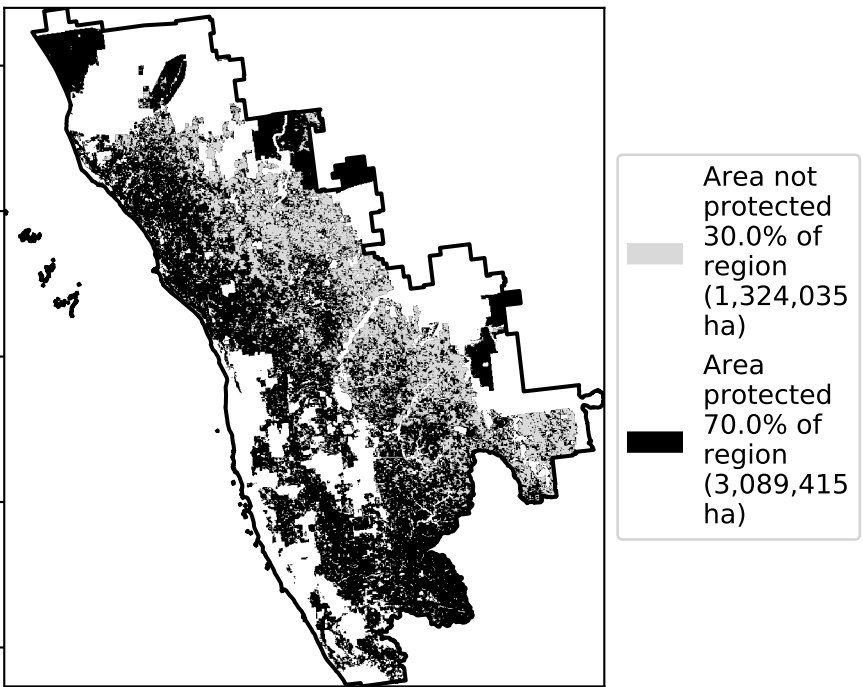 Area not
protected
30.0% of
region
(1,324,035
ha)
Area
protected
70.0% of
region
(3,089,415
ha)